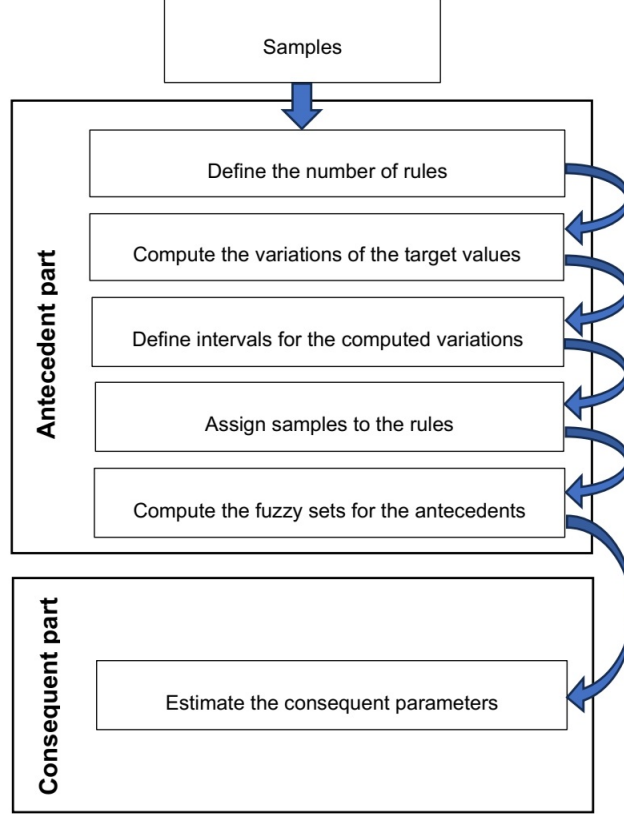 Samples
Antecedent part
Define the number of rules
Compute the variations of the target values
Define intervals for the computed variations
Assign samples to the rules
Compute the fuzzy sets for the antecedents
Consequent part
Estimate the consequent parameters